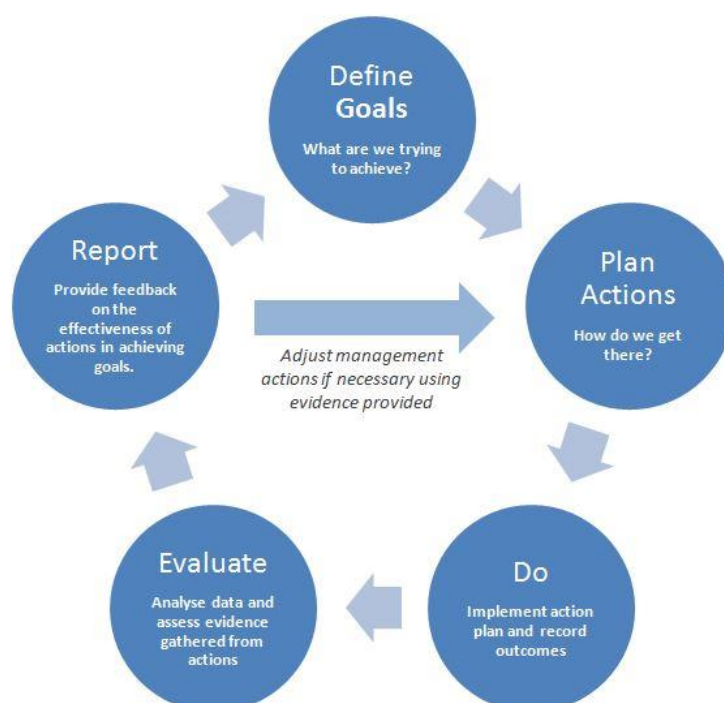 Define
Goals
What are we trying
to achieve?
Plan
Actions
How do we get
there?
Do
Implement action
plan and record
outcomes
Evaluate
Analyse data and
assess evidence
gathered from
actions
Report
Provide feedback
on the
effectiveness of
actions in achieving
goals.
Adjust management
actions if necessary using
evidence provided